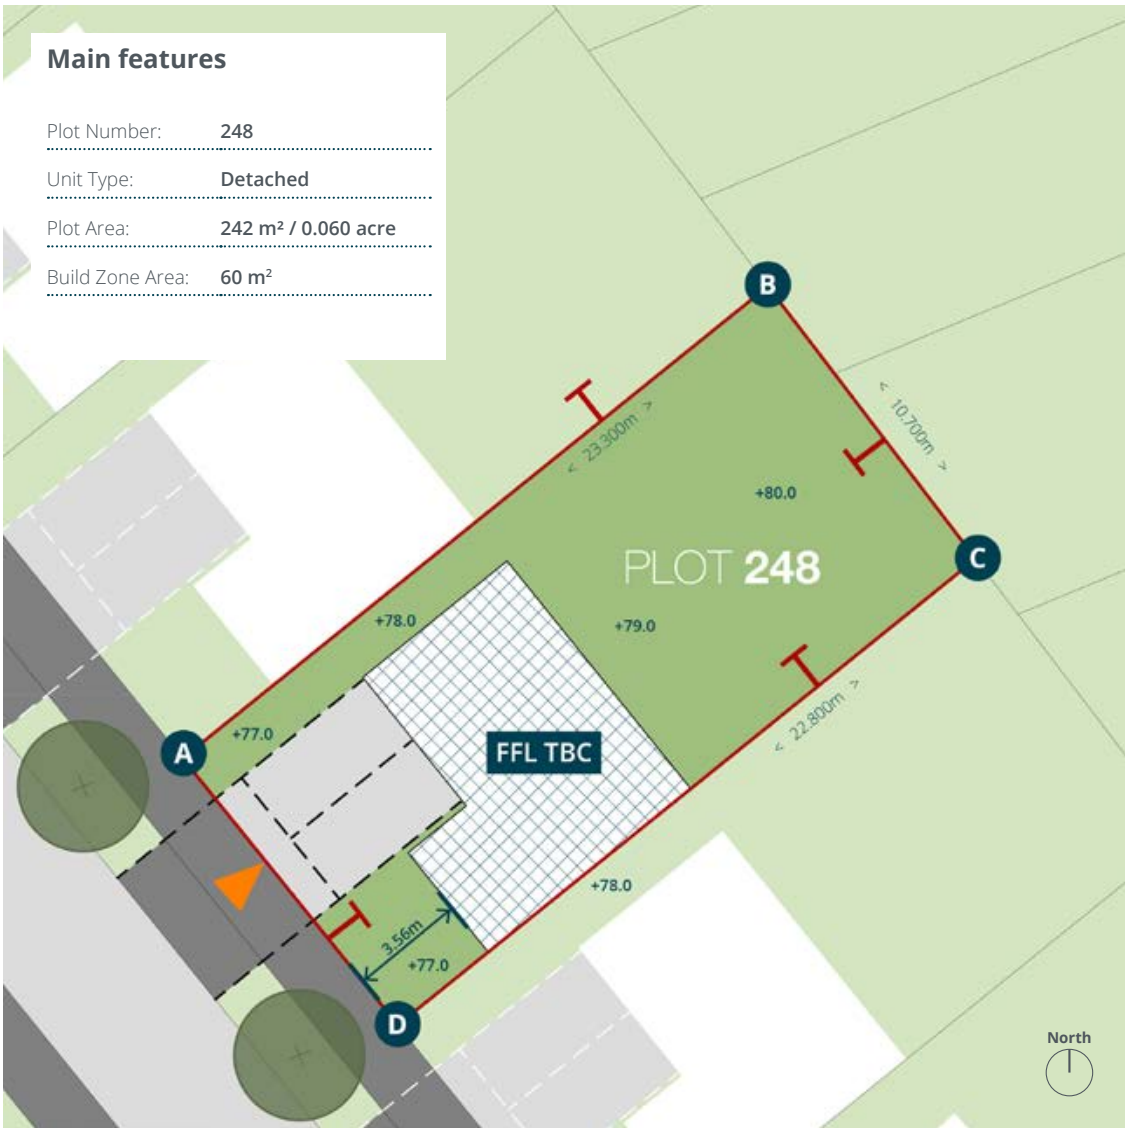 Main features
Plot Number: 248
Unit Type: Detached
Plot Area: 242 m² / 0.060 acre
Build Zone Area: 60 m²
B
< 10.700m >
< 23.300m >
+80.0
C
PLOT 248
+78.0
+79.0
< 22.800m >
+77.0
A
FFL TBC
+78.0
3.56m
+77.0
D
North